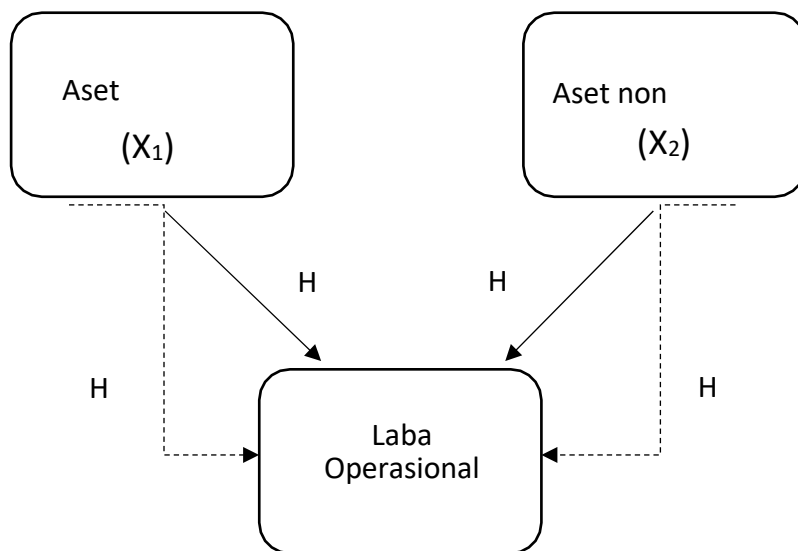 Aset
(X₁)
Aset non
(X₂)
H
H
H
H
Laba
Operasional